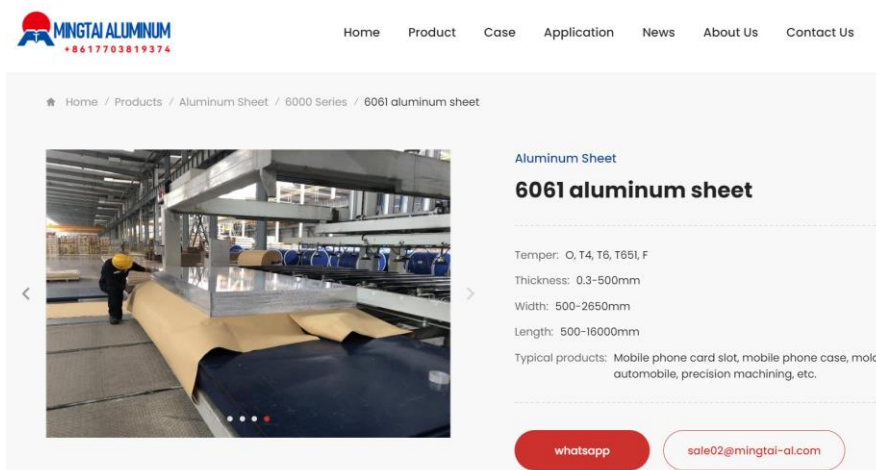 MINGTAI ALUMINUM
+8617703819374
Home Product Case Application News About Us Contact Us
Home / Products / Aluminum Sheet / 6000 Series / 6061 aluminum sheet
Aluminum Sheet
6061 aluminum sheet
Temper: O, T4, T6, T651, F
Thickness: 0.3-500mm
Width: 500-2650mm
Length: 500-16000mm
Typical products: Mobile phone card slot, mobile phone case, mold
automobile, precision machining, etc.
whatsapp
sale02@mingtai-al.com